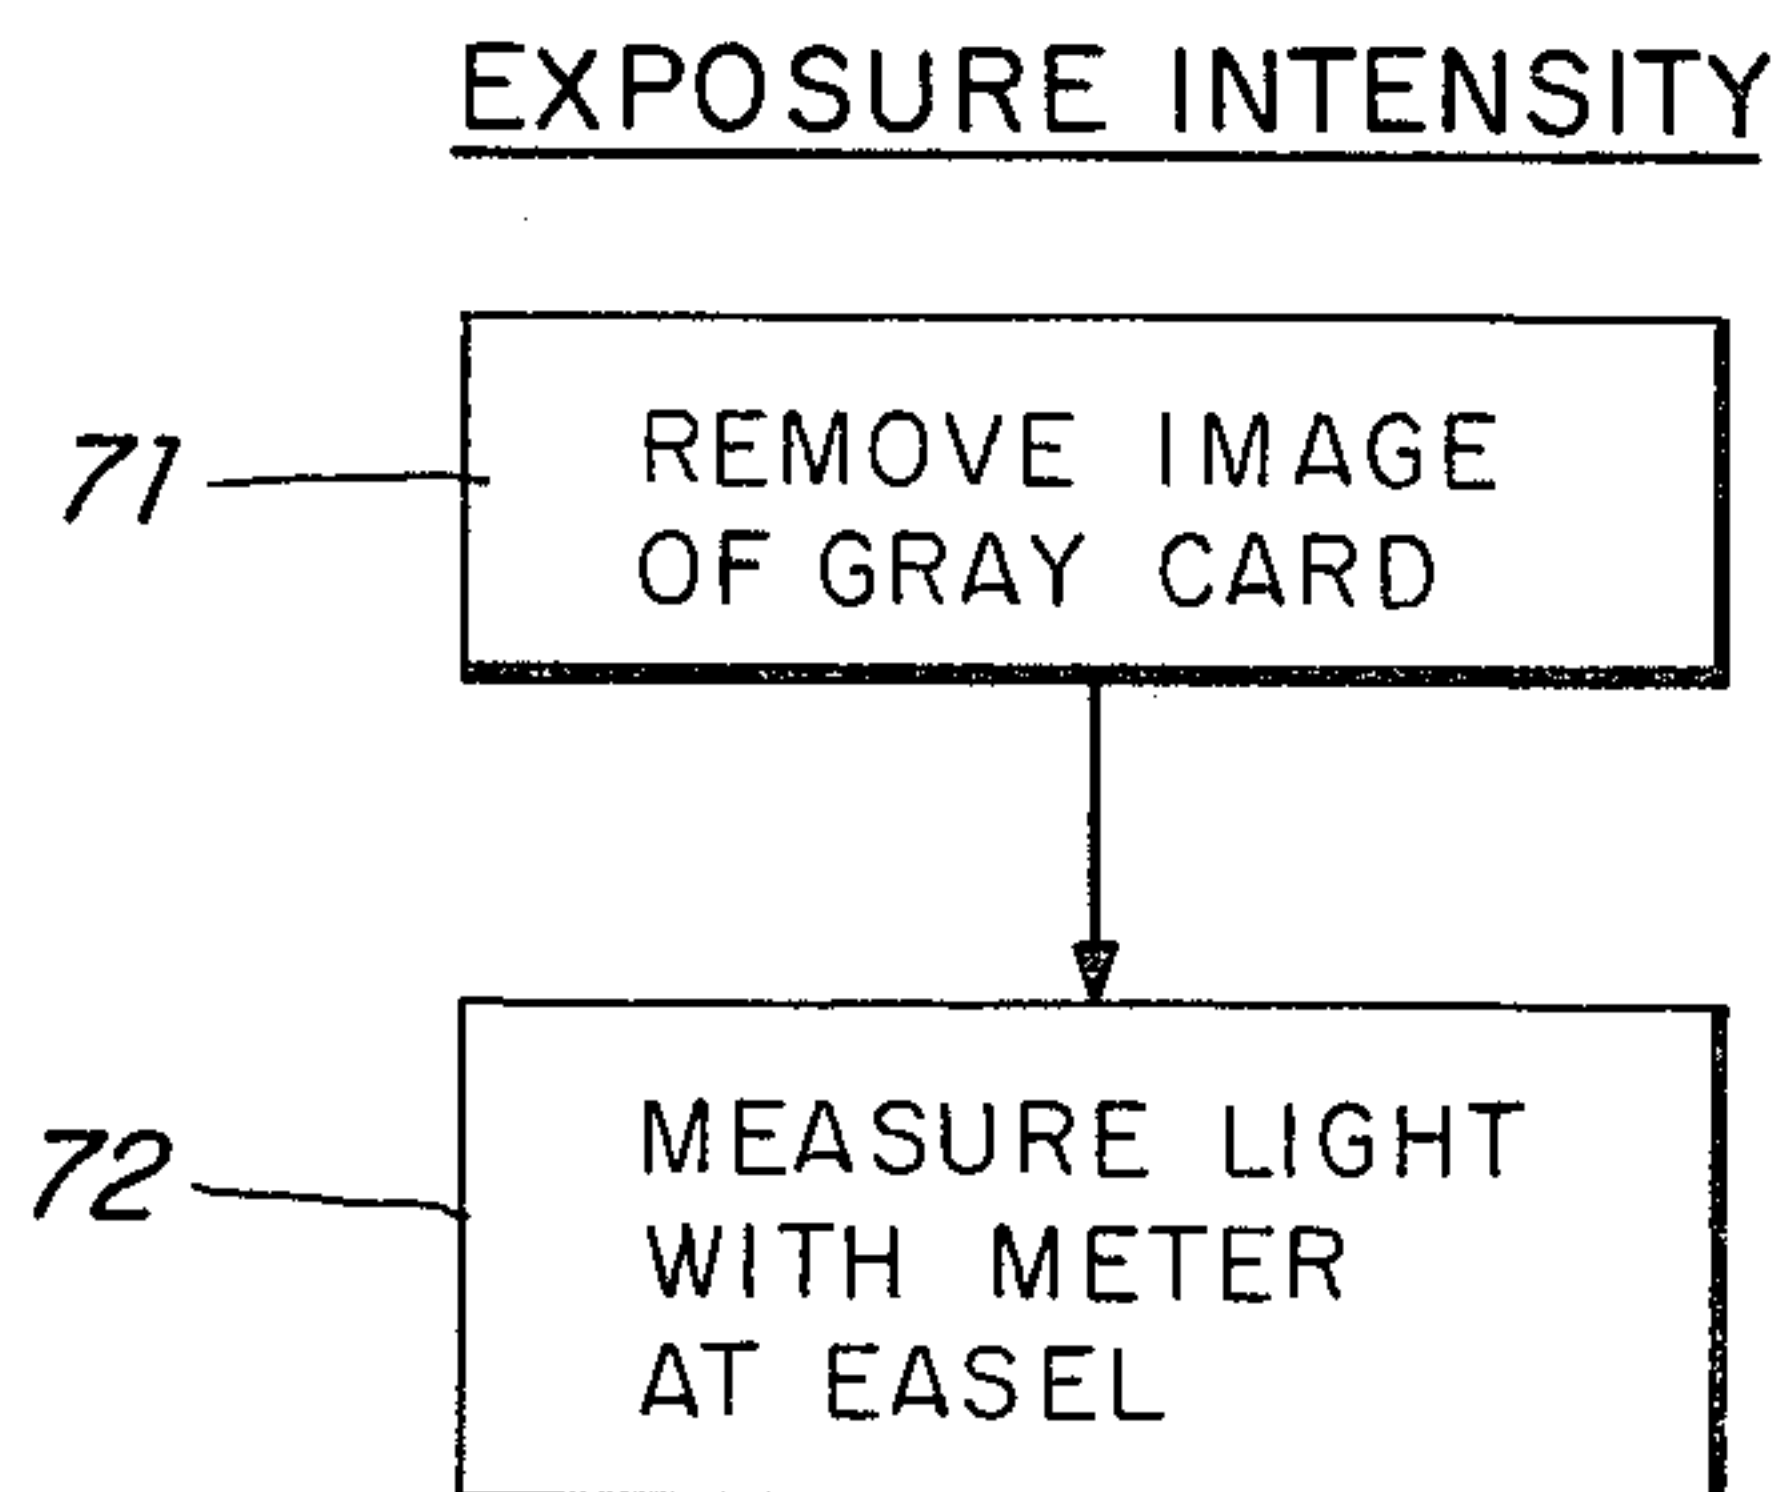 EXPOSURE INTENSITY
71
REMOVE IMAGE
OF GRAY CARD
72
MEASURE LIGHT
WITH METER
AT EASEL